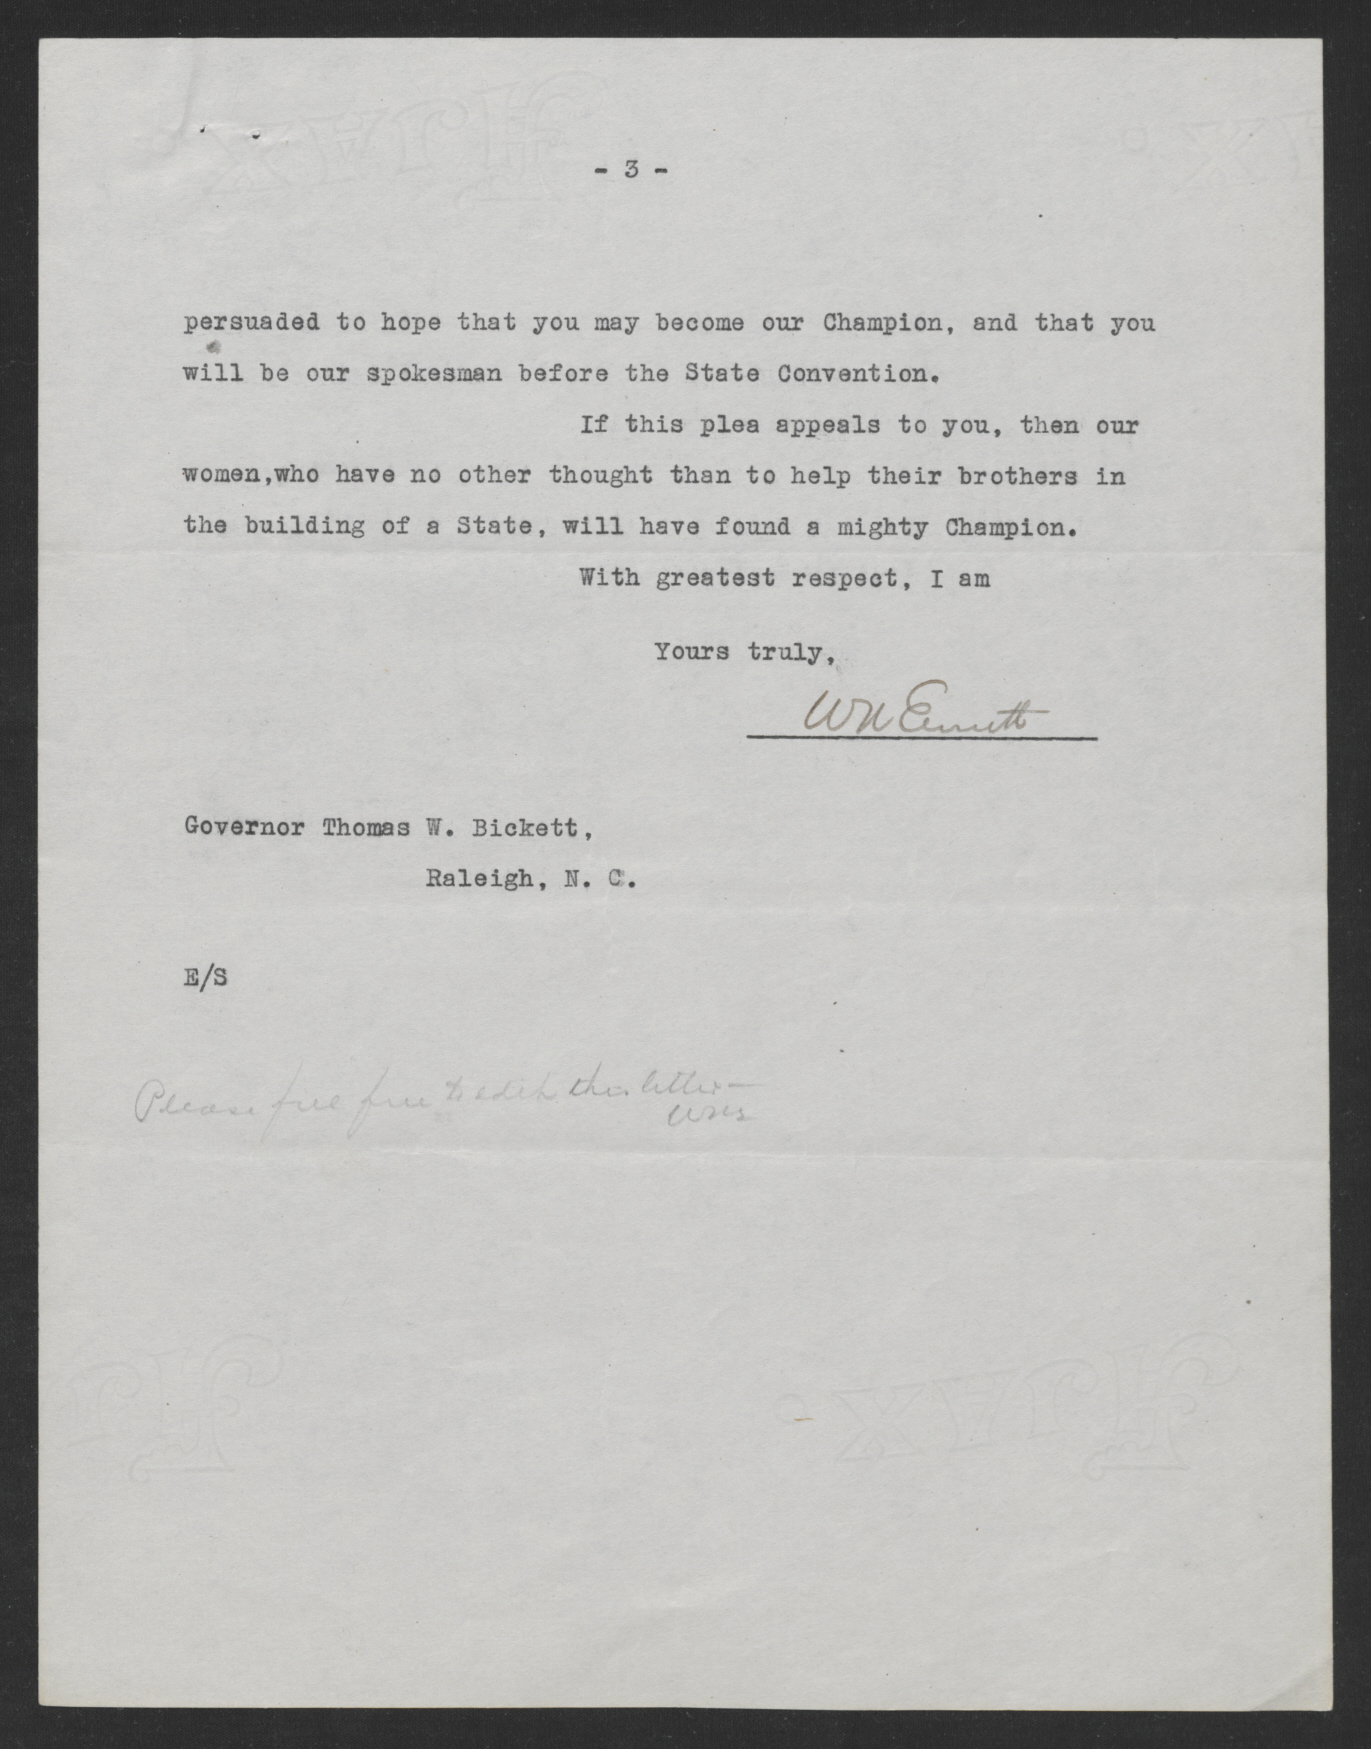 - 3 -
persuaded to hope that you may become our Champion, and that you
will be our spokesman before the State Convention.
If this plea appeals to you, then our
women,who have no other thought than to help their brothers in
the building of a State, will have found a mighty Champion.
With greatest respect, I am
Yours truly,
Governor Thomas W. Bickett,
Raleigh, N. C.
E/S
Please feel free to this letter—
AJAX
AJAX